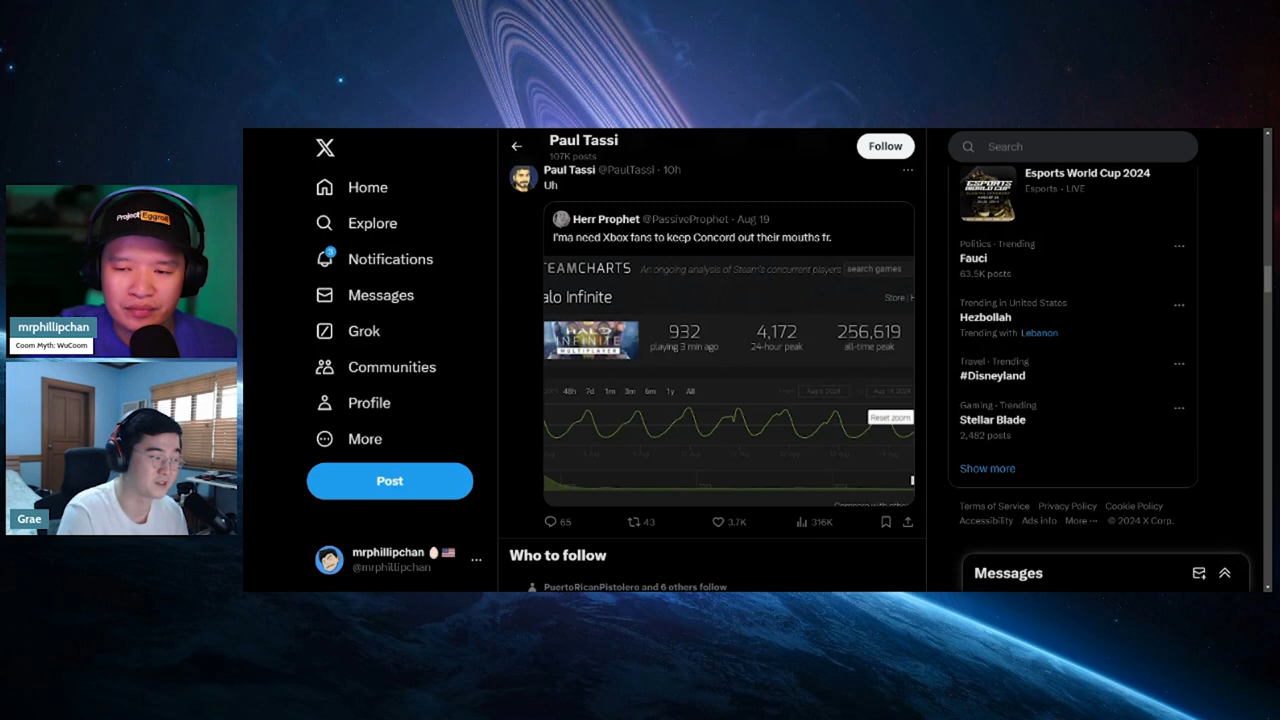 Project Eggroll
mrphillipchan
Coom Myth: WuCoom
Grae
Home
Explore
3
Notifications
Messages
Grok
Communities
Profile
More
Post
mrphillipchan
@mrphillipchan
Paul Tassi
107K posts
Follow
Paul Tassi @PaulTassi · 10h
Uh
Herr Prophet @PassiveProphet · Aug 19
I'ma need Xbox fans to keep Concord out their mouths fr.
TEAMCHARTS An ongoing analysis of Steam's concurrent players search games
alo Infinite
Store | H
HALO INFINITE MULTIPLAYER
932 4,172 256,619
playing 3 min ago 24-hour peak all-time peak
48h 7d 1m 3m 6m 1y All
Reset zoom
65 43 3.7K 316K
Who to follow
PuertoRicanPistolero and 6 others follow
Search
ESPORTS WORLD CUP
Esports World Cup 2024
Esports · LIVE
Politics · Trending
Fauci
63.5K posts
Trending in United States
Hezbollah
Trending with Lebanon
Travel · Trending
#Disneyland
Gaming · Trending
Stellar Blade
2,482 posts
Show more
Terms of Service Privacy Policy Cookie Policy
Accessibility Ads info More ··· © 2024 X Corp.
Messages